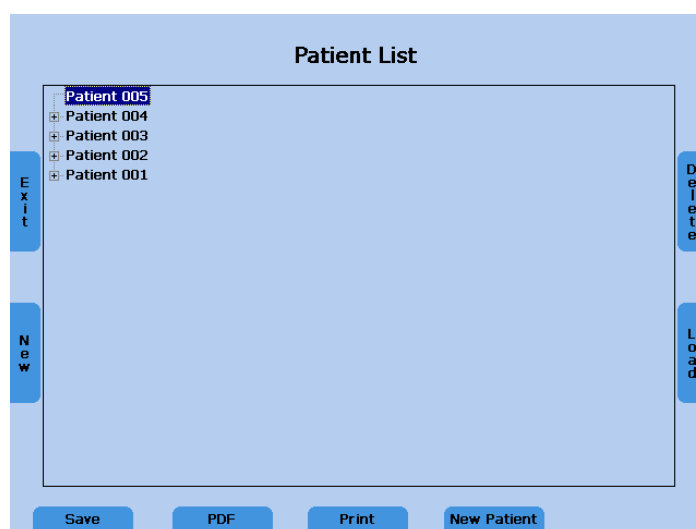 Patient List
Patient 005
Patient 004
Patient 003
Patient 002
Patient 001
Exit
Delete
New
Load
Save
PDF
Print
New Patient